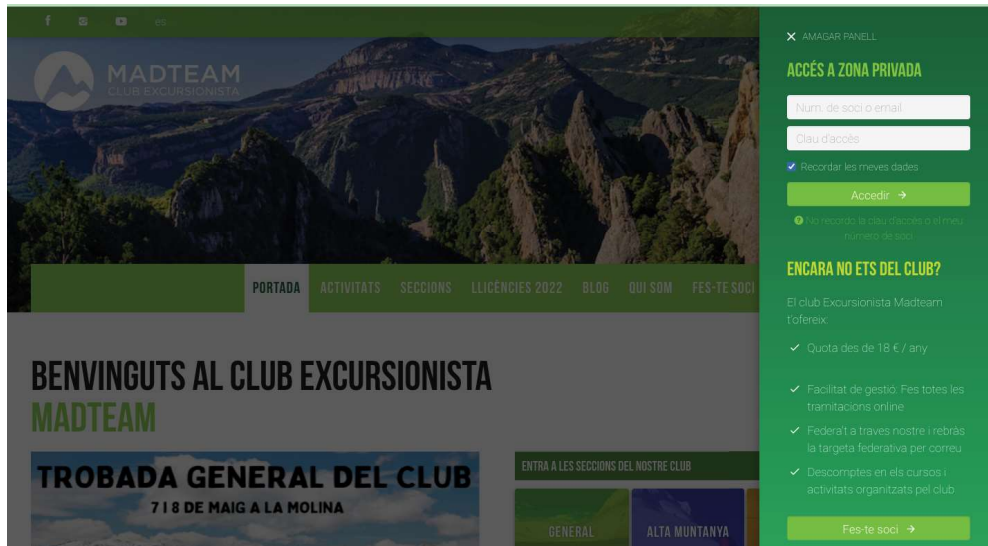 es
MADTEAM
CLUB EXCURSIONISTA
PORTADA ACTIVITATS SECCIONS LLICÈNCIES 2022 BLOG QUI SOM FES-TE SOCI
BENVINGUTS AL CLUB EXCURSIONISTA
MADTEAM
TROBADA GENERAL DEL CLUB
7 I 8 DE MAIG A LA MOLINA
ENTRA A LES SECCIONS DEL NOSTRE CLUB
GENERAL
ALTA MUNTANYA
AMAGAR PANELL
ACCÉS A ZONA PRIVADA
Num. de soci o email
Clau d'accés
Recordar les meves dades
Accedir
No recordo la clau d'accés o el meu
número de soci
ENCARA NO ETS DEL CLUB?
El club Excursionista Madteam
t'ofereix:
Quota des de 18 € / any
Facilitat de gestió: Fes totes les
tramitacions online
Federa't a traves nostre i rebràs
la targeta federativa per correu
Descomptes en els cursos i
activitats organitzats pel club
Fes-te soci